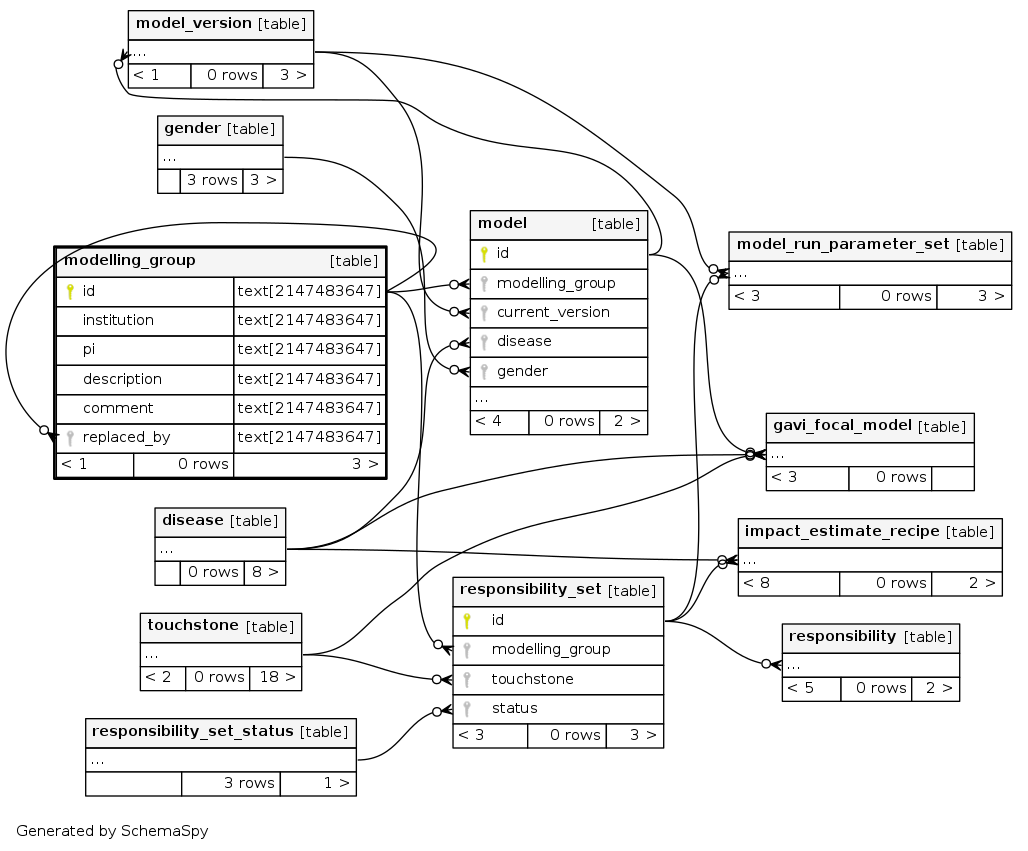 model_version [table]
...
< 1 0 rows 3 >
gender [table]
...
3 rows 3 >
modelling_group [table]
id text[2147483647]
institution text[2147483647]
pi text[2147483647]
description text[2147483647]
comment text[2147483647]
replaced_by text[2147483647]
< 1 0 rows 3 >
disease [table]
...
0 rows 8 >
touchstone [table]
...
< 2 0 rows 18 >
responsibility_set_status [table]
...
3 rows 1 >
model [table]
id
modelling_group
current_version
disease
gender
...
< 4 0 rows 2 >
responsibility_set [table]
id
modelling_group
touchstone
status
< 3 0 rows 3 >
model_run_parameter_set [table]
...
< 3 0 rows 3 >
gavi_focal_model [table]
...
< 3 0 rows
impact_estimate_recipe [table]
...
< 8 0 rows 2 >
responsibility [table]
...
< 5 0 rows 2 >
Generated by SchemaSpy